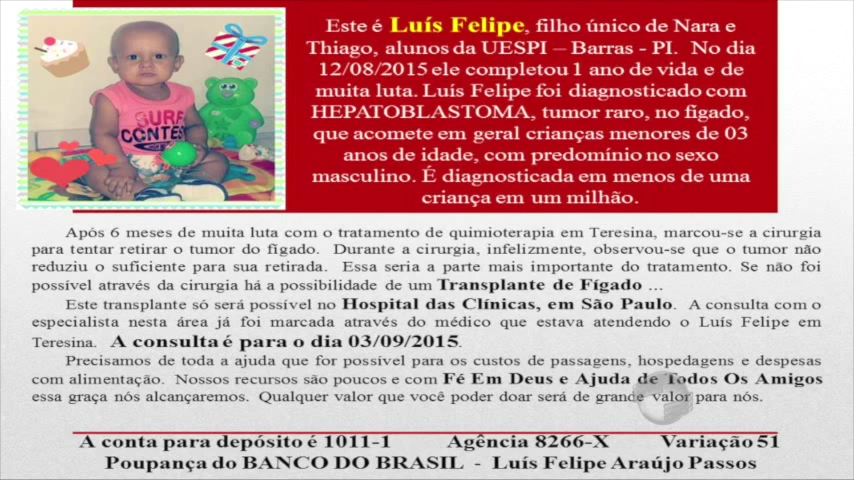 Este é Luís Felipe, filho único de Nara e
Thiago, alunos da UESPI – Barras - PI. No dia
12/08/2015 ele completou 1 ano de vida e de
muita luta. Luís Felipe foi diagnosticado com
HEPATOBLASTOMA, tumor raro, no fígado,
que acomete em geral crianças menores de 03
anos de idade, com predomínio no sexo
masculino. É diagnosticada em menos de uma
criança em um milhão.
SURF
CONTEST
Após 6 meses de muita luta com o tratamento de quimioterapia em Teresina, marcou-se a cirurgia
para tentar retirar o tumor do fígado. Durante a cirurgia, infelizmente, observou-se que o tumor não
reduziu o suficiente para sua retirada. Essa seria a parte mais importante do tratamento. Se não foi
possível através da cirurgia há a possibilidade de um Transplante de Fígado ...
Este transplante só será possível no Hospital das Clínicas, em São Paulo. A consulta com o
especialista nesta área já foi marcada através do médico que estava atendendo o Luís Felipe em
Teresina. A consulta é para o dia 03/09/2015.
Precisamos de toda a ajuda que for possível para os custos de passagens, hospedagens e despesas
com alimentação. Nossos recursos são poucos e com Fé Em Deus e Ajuda de Todos Os Amigos
essa graça nós alcançaremos. Qualquer valor que você poder doar será de grande valor para nós.
A conta para depósito é 1011-1 Agência 8266-X Variação 51
Poupança do BANCO DO BRASIL - Luís Felipe Araújo Passos